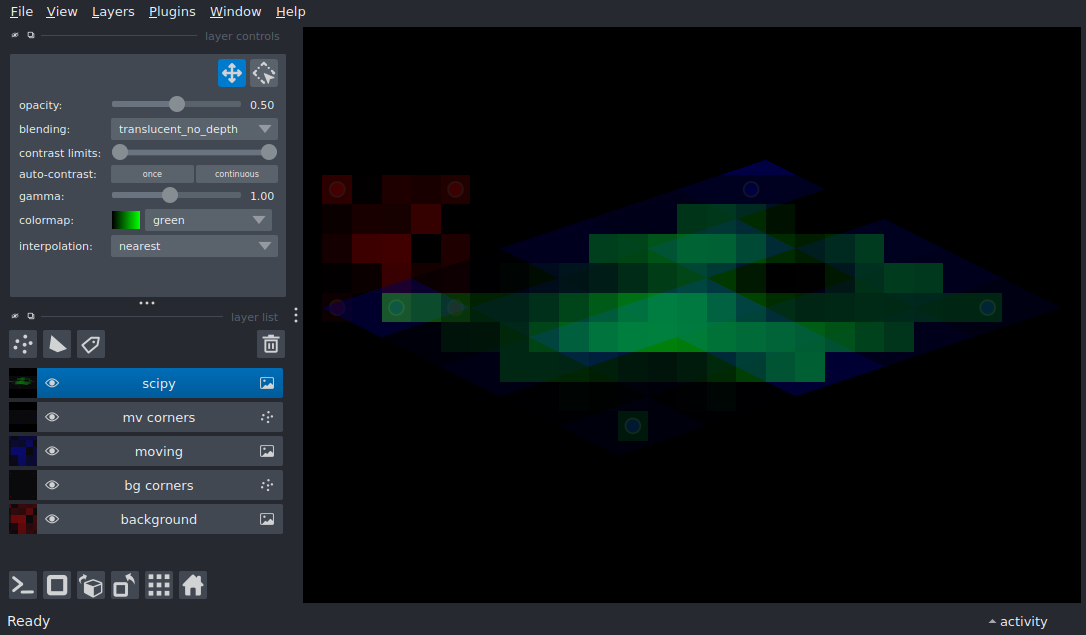 File View Layers Plugins Window Help
layer controls
opacity: 0.50
blending: translucent_no_depth
contrast limits:
auto-contrast: once continuous
gamma: 1.00
colormap: green
interpolation: nearest
layer list
scipy
mv corners
moving
bg corners
background
Ready
activity